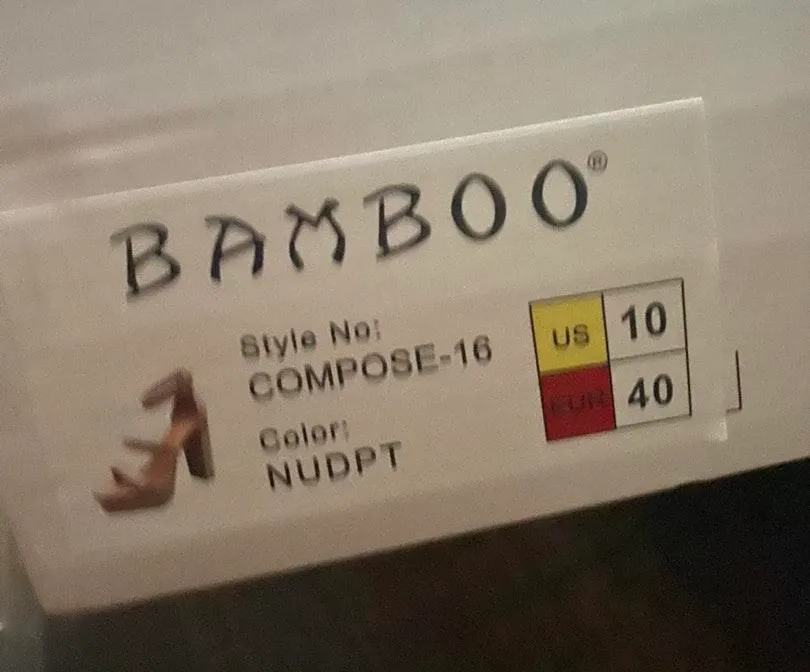 BAMBOO®
Style No:
COMPOSE-16
Color:
NUDPT
US 10
EUR 40